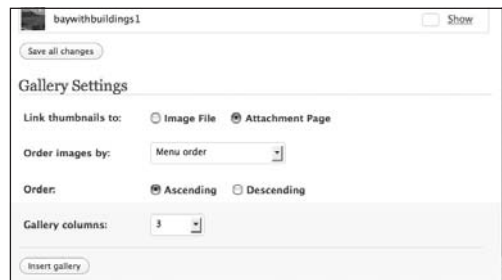 baywithbuildings1 Show
Save all changes
Gallery Settings
Link thumbnails to: Image File Attachment Page
Order images by: Menu order
Order: Ascending Descending
Gallery columns: 3
Insert gallery